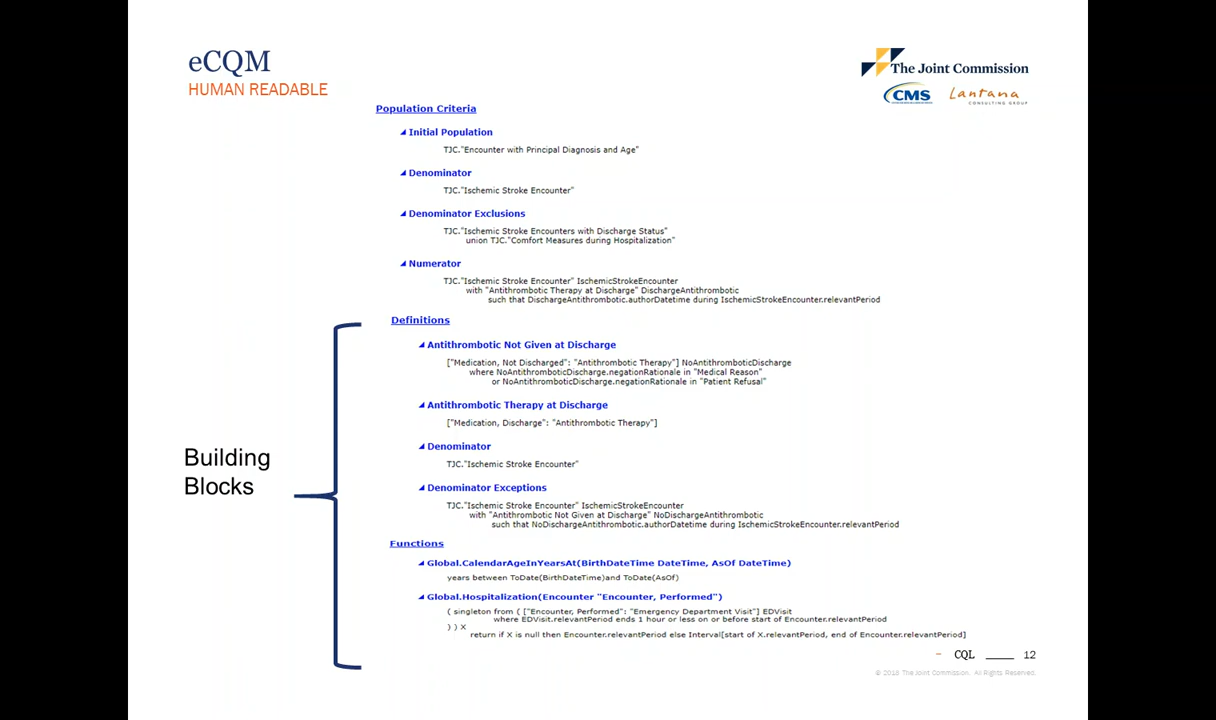 eCQM
HUMAN READABLE
The Joint Commission
CMS
Lantana
CONSULTING GROUP
Population Criteria
Initial Population
TJC."Encounter with Principal Diagnosis and Age"
Denominator
TJC."Ischemic Stroke Encounter"
Denominator Exclusions
TJC."Ischemic Stroke Encounters with Discharge Status"
union TJC."Comfort Measures during Hospitalization"
Numerator
TJC."Ischemic Stroke Encounter" IschemicStrokeEncounter
with "Antithrombotic Therapy at Discharge" DischargeAntithrombotic
such that DischargeAntithrombotic.authorDatetime during IschemicStrokeEncounter.relevantPeriod
Definitions
Antithrombotic Not Given at Discharge
["Medication, Not Discharged": "Antithrombotic Therapy"] NoAntithromboticDischarge
where NoAntithromboticDischarge.negationRationale in "Medical Reason"
or NoAntithromboticDischarge.negationRationale in "Patient Refusal"
Antithrombotic Therapy at Discharge
["Medication, Discharge": "Antithrombotic Therapy"]
Denominator
TJC."Ischemic Stroke Encounter"
Denominator Exceptions
TJC."Ischemic Stroke Encounter" IschemicStrokeEncounter
with "Antithrombotic Not Given at Discharge" NoDischargeAntithrombotic
such that NoDischargeAntithrombotic.authorDatetime during IschemicStrokeEncounter.relevantPeriod
Building
Blocks
Functions
Global.CalendarAgeInYearsAt(BirthDateTime DateTime, AsOf DateTime)
years between ToDate(BirthDateTime)and ToDate(AsOf)
Global.Hospitalization(Encounter "Encounter, Performed")
( singleton from ( ["Encounter, Performed": "Emergency Department Visit"] EDVisit
where EDVisit.relevantPeriod ends 1 hour or less on or before start of Encounter.relevantPeriod
) ) X
return if X is null then Encounter.relevantPeriod else Interval[start of X.relevantPeriod, end of Encounter.relevantPeriod]
– CQL ____ 12
© 2018 The Joint Commission. All Rights Reserved.